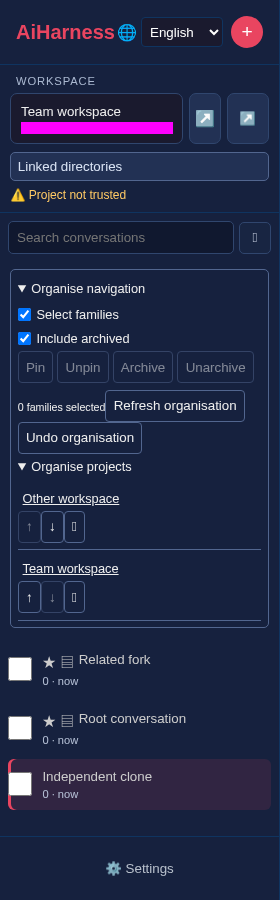 AiHarness
English
+
WORKSPACE
Team workspace
Linked directories
⚠️ Project not trusted
Search conversations
▼ Organise navigation
Select families
Include archived
Pin Unpin Archive Unarchive
0 families selected Refresh organisation
Undo organisation
▼ Organise projects
Other workspace
↑ ↓
Team workspace
↑ ↓
★ Related fork
0 · now
★ Root conversation
0 · now
Independent clone
0 · now
⚙️ Settings